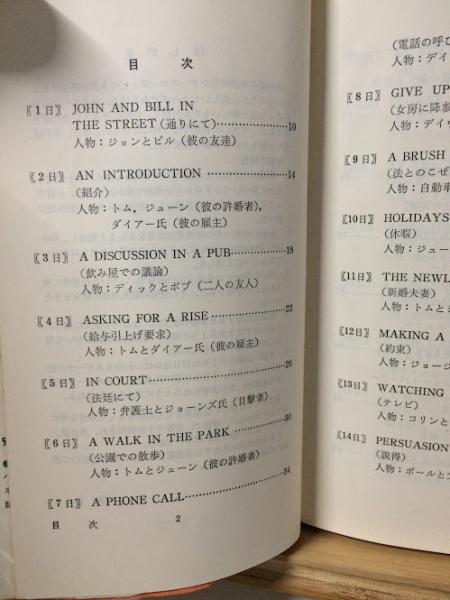 目 次
〖1日〗 JOHN AND BILL IN
THE STREET(通りにて)……………10
人物:ジョンとビル(彼の友達)
〖2日〗 AN INTRODUCTION……………14
(紹介)
人物:トム,ジューン(彼の許婚者),
ダイアー氏(彼の雇主)
〖3日〗 A DISCUSSION IN A PUB……………18
(飲み屋での議論)
人物:ディックとボブ(二人の友人)
〖4日〗 ASKING FOR A RISE……………22
(給与引上げ要求)
人物:トムとダイアー氏(彼の雇主)
〖5日〗 IN COURT……………26
(法廷にて)
人物:弁護士とジョーンズ氏(目撃者)
〖6日〗 A WALK IN THE PARK……………30
(公園での散歩)
人物:トムとジューン(彼の許婚者)
〖7日〗 A PHONE CALL……………34
目 次 2
(電話の呼び
人物:デイ
〖8日〗 GIVE UP
(女房に降参
人物:デイ
〖9日〗 A BRUSH
(法とのこぜ
人物:自動車
〖10日〗 HOLIDAYS
(休暇)
人物:ジュー
〖11日〗 THE NEWL
(新婚夫妻)
人物:トムと
〖12日〗 MAKING A
(約束)
人物:ジョージ
〖13日〗 WATCHING
(テレビ)
人物:コリンと
〖14日〗 PERSUASION
(説得)
人物:ポールと